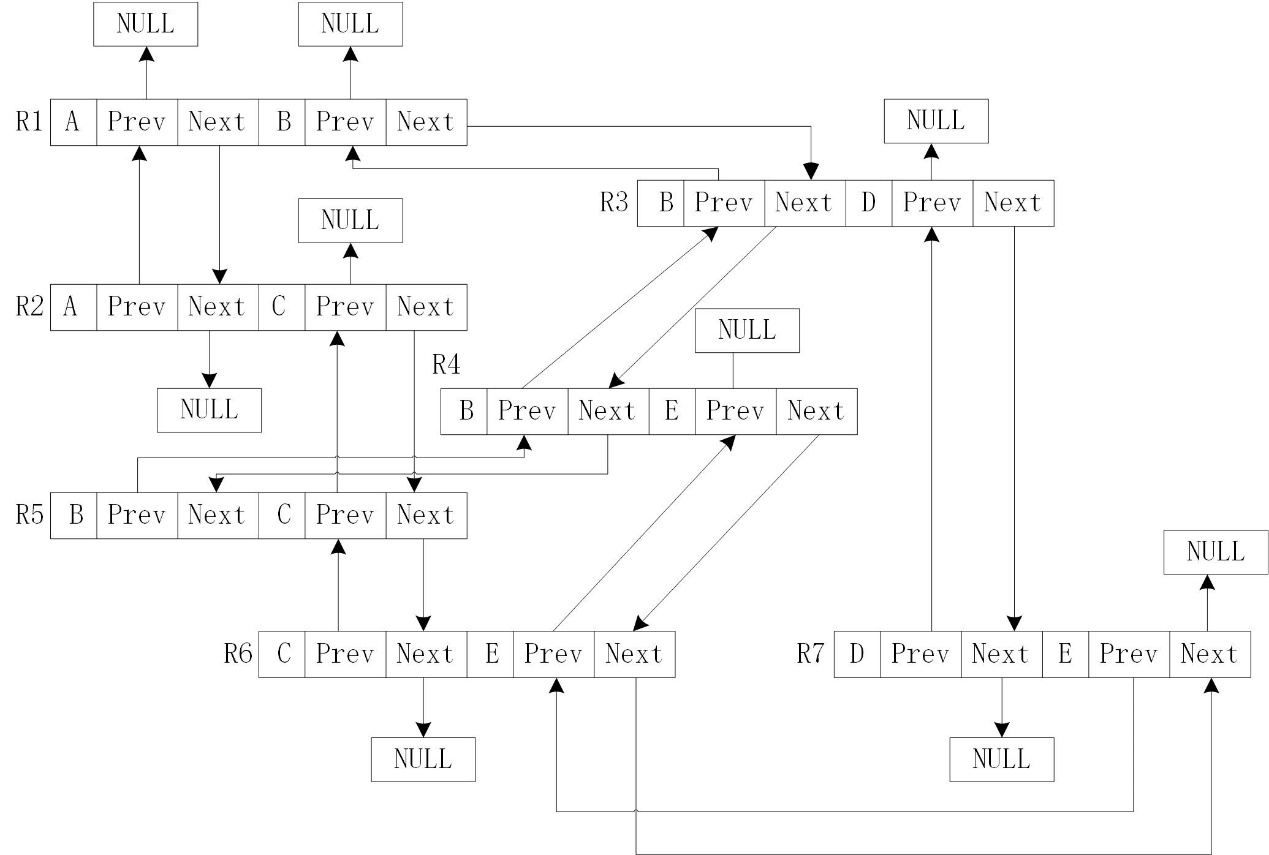 NULL NULL
R1 A Prev Next B Prev Next
NULL
R3 B Prev Next D Prev Next
NULL
R2 A Prev Next C Prev Next
NULL
R4
B Prev Next E Prev Next
NULL
R5 B Prev Next C Prev Next
NULL
R6 C Prev Next E Prev Next
R7 D Prev Next E Prev Next
NULL
NULL